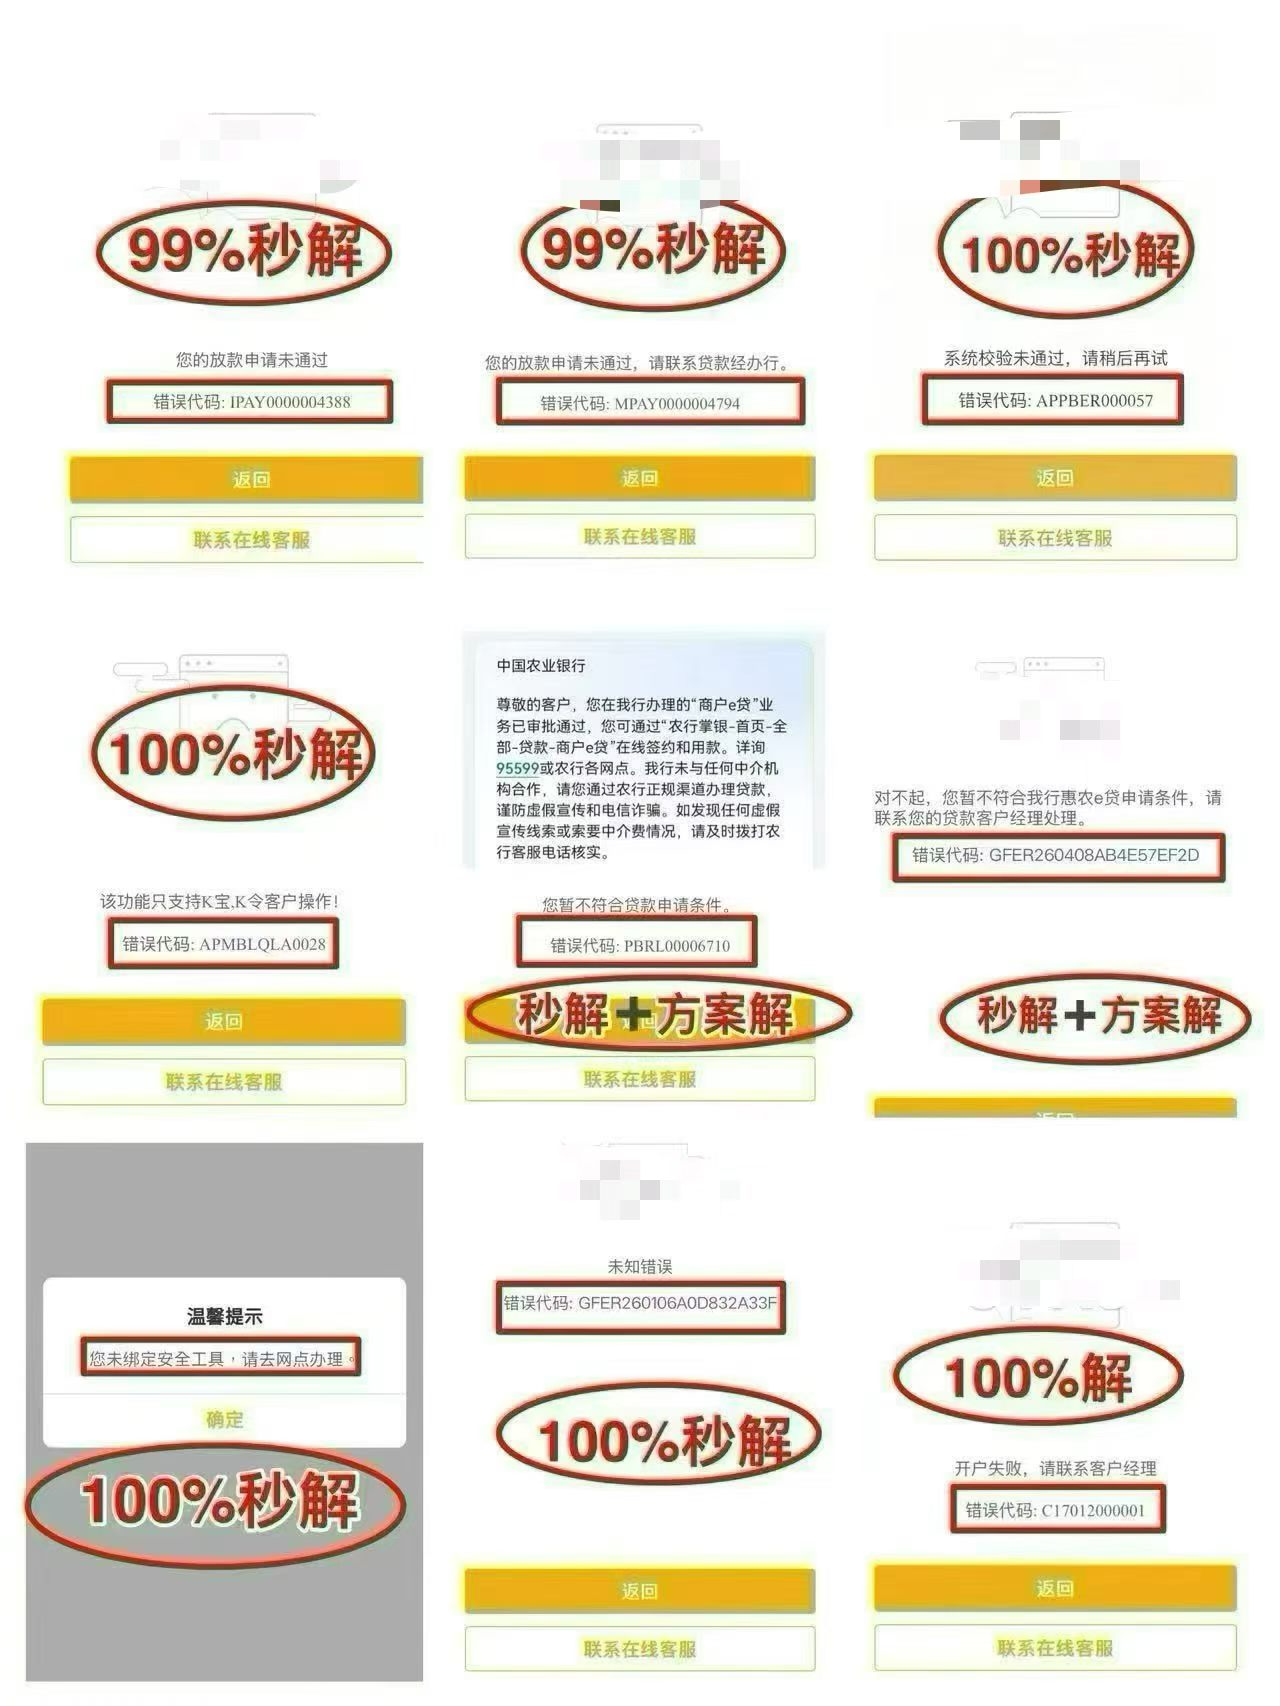 99%秒解
您的放款申请未通过
错误代码: IPAY0000004388
返回
联系在线客服
99%秒解
您的放款申请未通过，请联系贷款经办行。
错误代码: MPAY0000004794
返回
联系在线客服
100%秒解
系统校验未通过，请稍后再试
错误代码: APPBER000057
返回
联系在线客服
100%秒解
该功能只支持K宝,K令客户操作!
错误代码: APMBLQLA0028
返回
联系在线客服
中国农业银行
尊敬的客户，您在我行办理的“商户e贷”业
务已审批通过，您可通过“农行掌银-首页-全
部-贷款-商户e贷”在线签约和用款。详询
95599或农行各网点。我行未与任何中介机
构合作，请您通过农行正规渠道办理贷款，
谨防虚假宣传和电信诈骗。如发现任何虚假
宣传线索或索要中介费情况，请及时拨打农
行客服电话核实。
您暂不符合贷款申请条件。
错误代码: PBRL00006710
秒解+方案解
返回
联系在线客服
对不起，您暂不符合我行惠农e贷申请条件，请
联系您的贷款客户经理处理。
错误代码: GFER260408AB4E57EF2D
秒解+方案解
返回
温馨提示
您未绑定安全工具，请去网点办理。
确定
100%秒解
未知错误
错误代码: GFER260106A0D832A33F
100%秒解
返回
联系在线客服
100%解
开户失败，请联系客户经理
错误代码: C17012000001
返回
联系在线客服